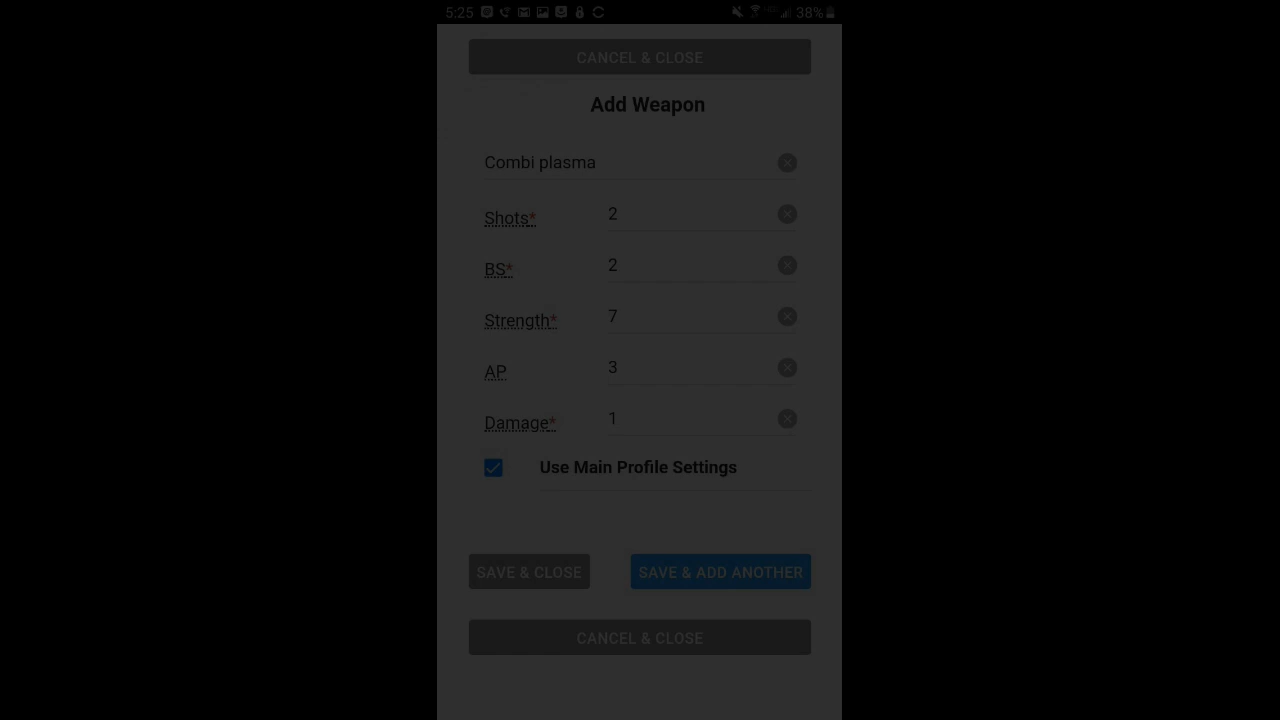 5:25 38%
CANCEL & CLOSE
Add Weapon
Combi plasma
Shots* 2
BS* 2
Strength* 7
AP 3
Damage* 1
Use Main Profile Settings
SAVE & CLOSE SAVE & ADD ANOTHER
CANCEL & CLOSE